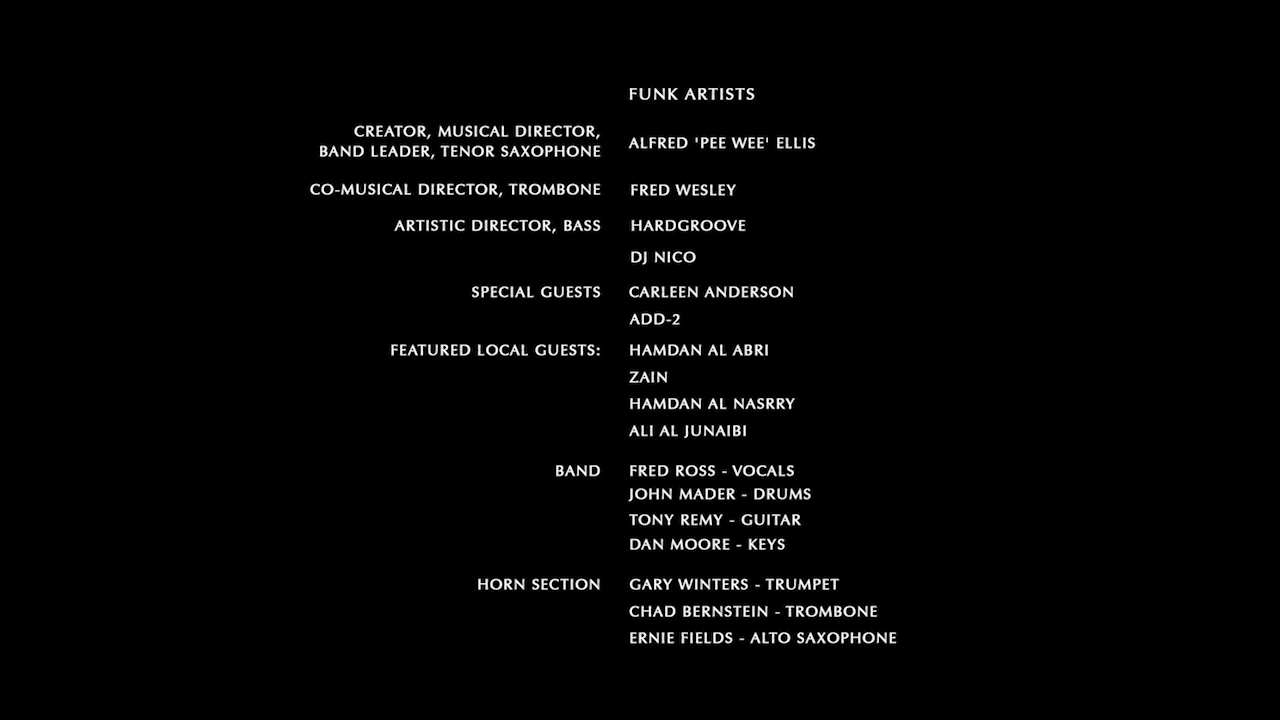 FUNK ARTISTS
CREATOR, MUSICAL DIRECTOR,
BAND LEADER, TENOR SAXOPHONE
ALFRED 'PEE WEE' ELLIS
CO-MUSICAL DIRECTOR, TROMBONE FRED WESLEY
ARTISTIC DIRECTOR, BASS HARDGROOVE
DJ NICO
SPECIAL GUESTS CARLEEN ANDERSON
ADD-2
FEATURED LOCAL GUESTS: HAMDAN AL ABRI
ZAIN
HAMDAN AL NASRRY
ALI AL JUNAIBI
BAND FRED ROSS - VOCALS
JOHN MADER - DRUMS
TONY REMY - GUITAR
DAN MOORE - KEYS
HORN SECTION GARY WINTERS - TRUMPET
CHAD BERNSTEIN - TROMBONE
ERNIE FIELDS - ALTO SAXOPHONE